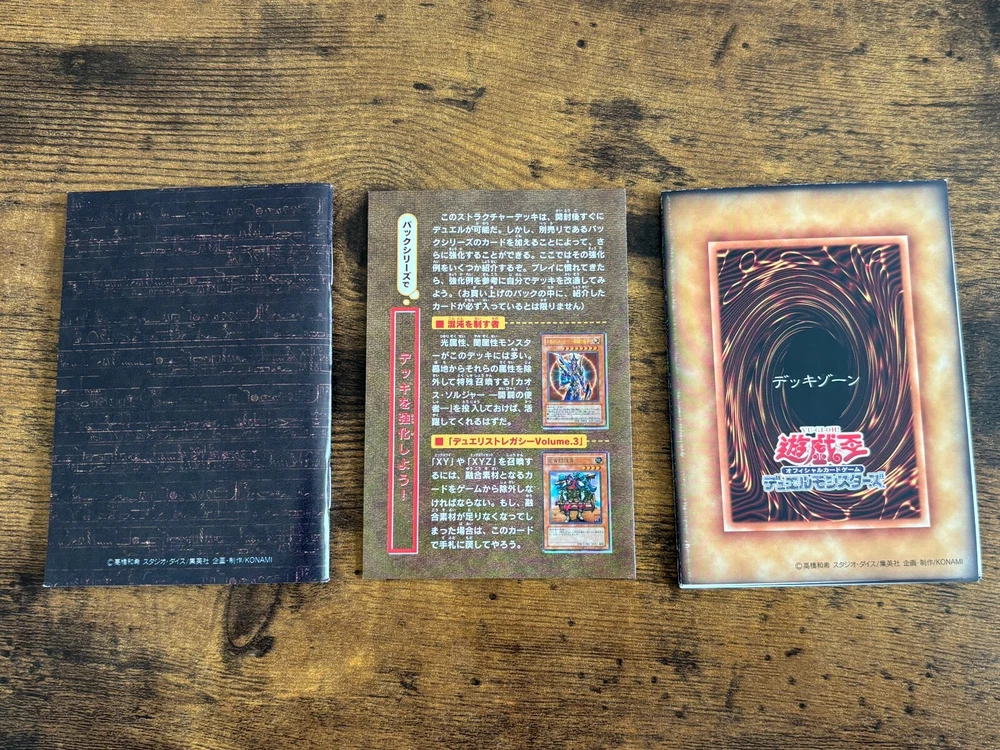 ©高橋和希 スタジオ・ダイス/集英社 企画・制作/KONAMI
パックシリーズで
デッキを強化しよう!
このストラクチャーデッキは、開封後すぐに
デュエルが可能だ。しかし、別売りであるパッ
クシリーズのカードを加えることによって、さ
らに強化することができる。ここではその強化
例をいくつか紹介するぞ。プレイに慣れてきた
ら、強化例を参考に自分でデッキを改造してみ
よう。(お買い上げのパックの中に、紹介した
カードが必ず入っているとは限りません)
■ 混沌を制す者
光属性、闇属性モンスタ
ーがこのデッキには多い。
墓地からそれらの属性を除
外して特殊召喚する「カオ
ス・ソルジャー ―開闢の使
者―」を投入しておけば、活
躍してくれるはずだ。
■「デュエリストレガシーVolume.3」
「XY」や「XYZ」を召喚す
るには、融合素材となるカ
ードをゲームから除外しな
ければならない。もし、融
合素材が足りなくなってし
まった場合は、このカード
で手札に戻してやろう。
デッキゾーン
YU-GI-OH!
遊戯王
オフィシャルカードゲーム
デュエルモンスターズ
©高橋和希 スタジオ・ダイス/集英社 企画・制作/KONAMI